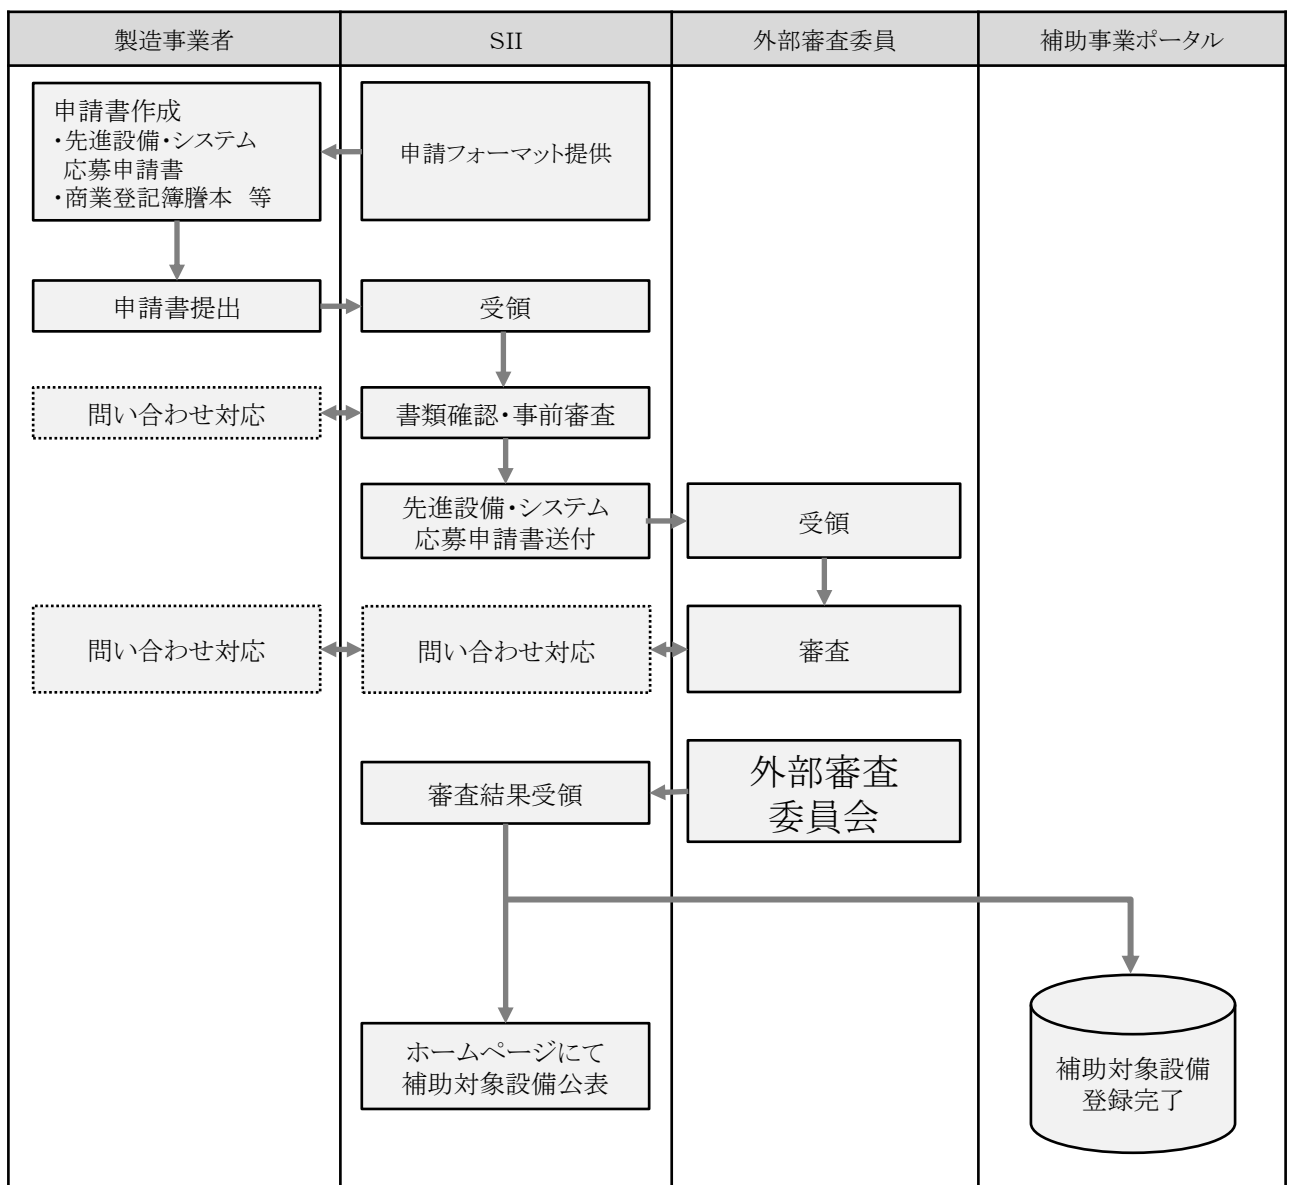 製造事業者
SII
外部審査委員
補助事業ポータル
申請書作成
・先進設備・システム
応募申請書
・商業登記簿謄本　等
申請フォーマット提供
申請書提出
受領
問い合わせ対応
書類確認・事前審査
先進設備・システム
応募申請書送付
受領
問い合わせ対応
問い合わせ対応
審査
審査結果受領
外部審査
委員会
ホームページにて
補助対象設備公表
補助対象設備
登録完了